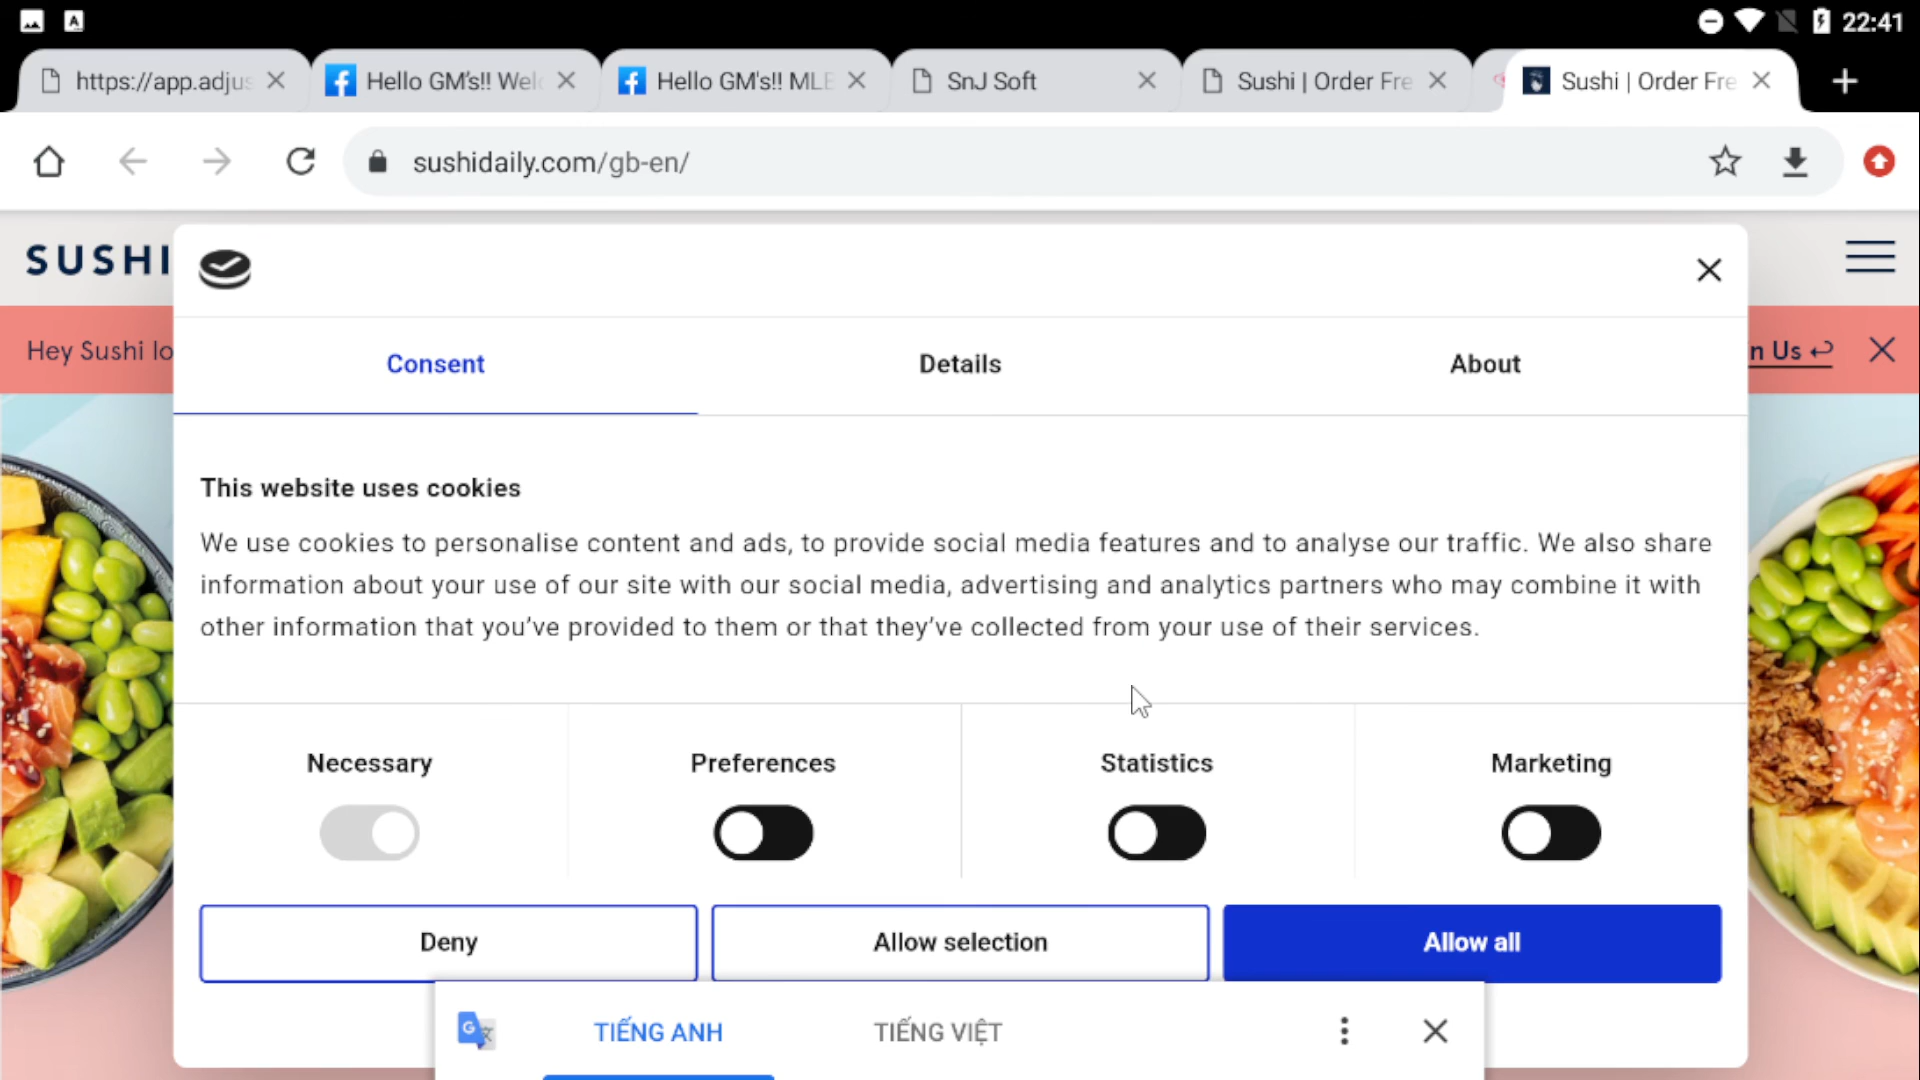 22:41
https://app.adjus
Hello GM's!! Wel
Hello GM's!! MLB
SnJ Soft
Sushi | Order Fre
Sushi | Order Fre
sushidaily.com/gb-en/
SUSHI
Hey Sushi lo
n Us
Consent
Details
About
This website uses cookies
We use cookies to personalise content and ads, to provide social media features and to analyse our traffic. We also share
information about your use of our site with our social media, advertising and analytics partners who may combine it with
other information that you've provided to them or that they've collected from your use of their services.
Necessary
Preferences
Statistics
Marketing
Deny
Allow selection
Allow all
TIẾNG ANH
TIẾNG VIỆT